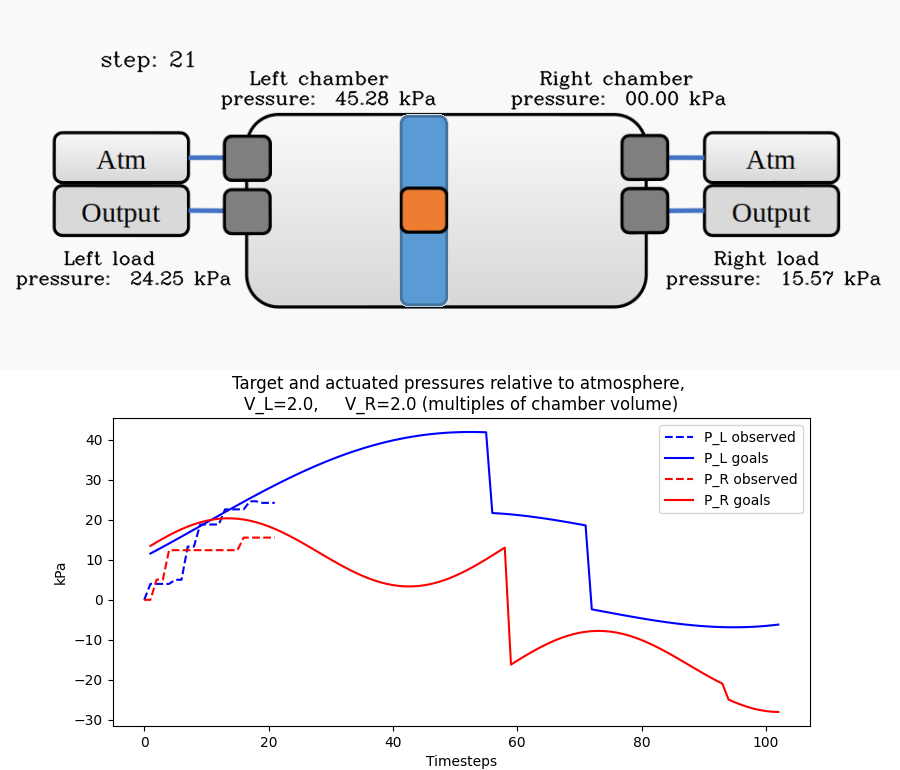 step: 21
Left chamber
pressure: 45.28 kPa
Right chamber
pressure: 00.00 kPa
Atm
Output
Atm
Output
Left load
pressure: 24.25 kPa
Right load
pressure: 15.57 kPa
Target and actuated pressures relative to atmosphere,
V_L=2.0, V_R=2.0 (multiples of chamber volume)
P_L observed
P_L goals
P_R observed
P_R goals
kPa
40
30
20
10
0
−10
−20
−30
0 20 40 60 80 100
Timesteps